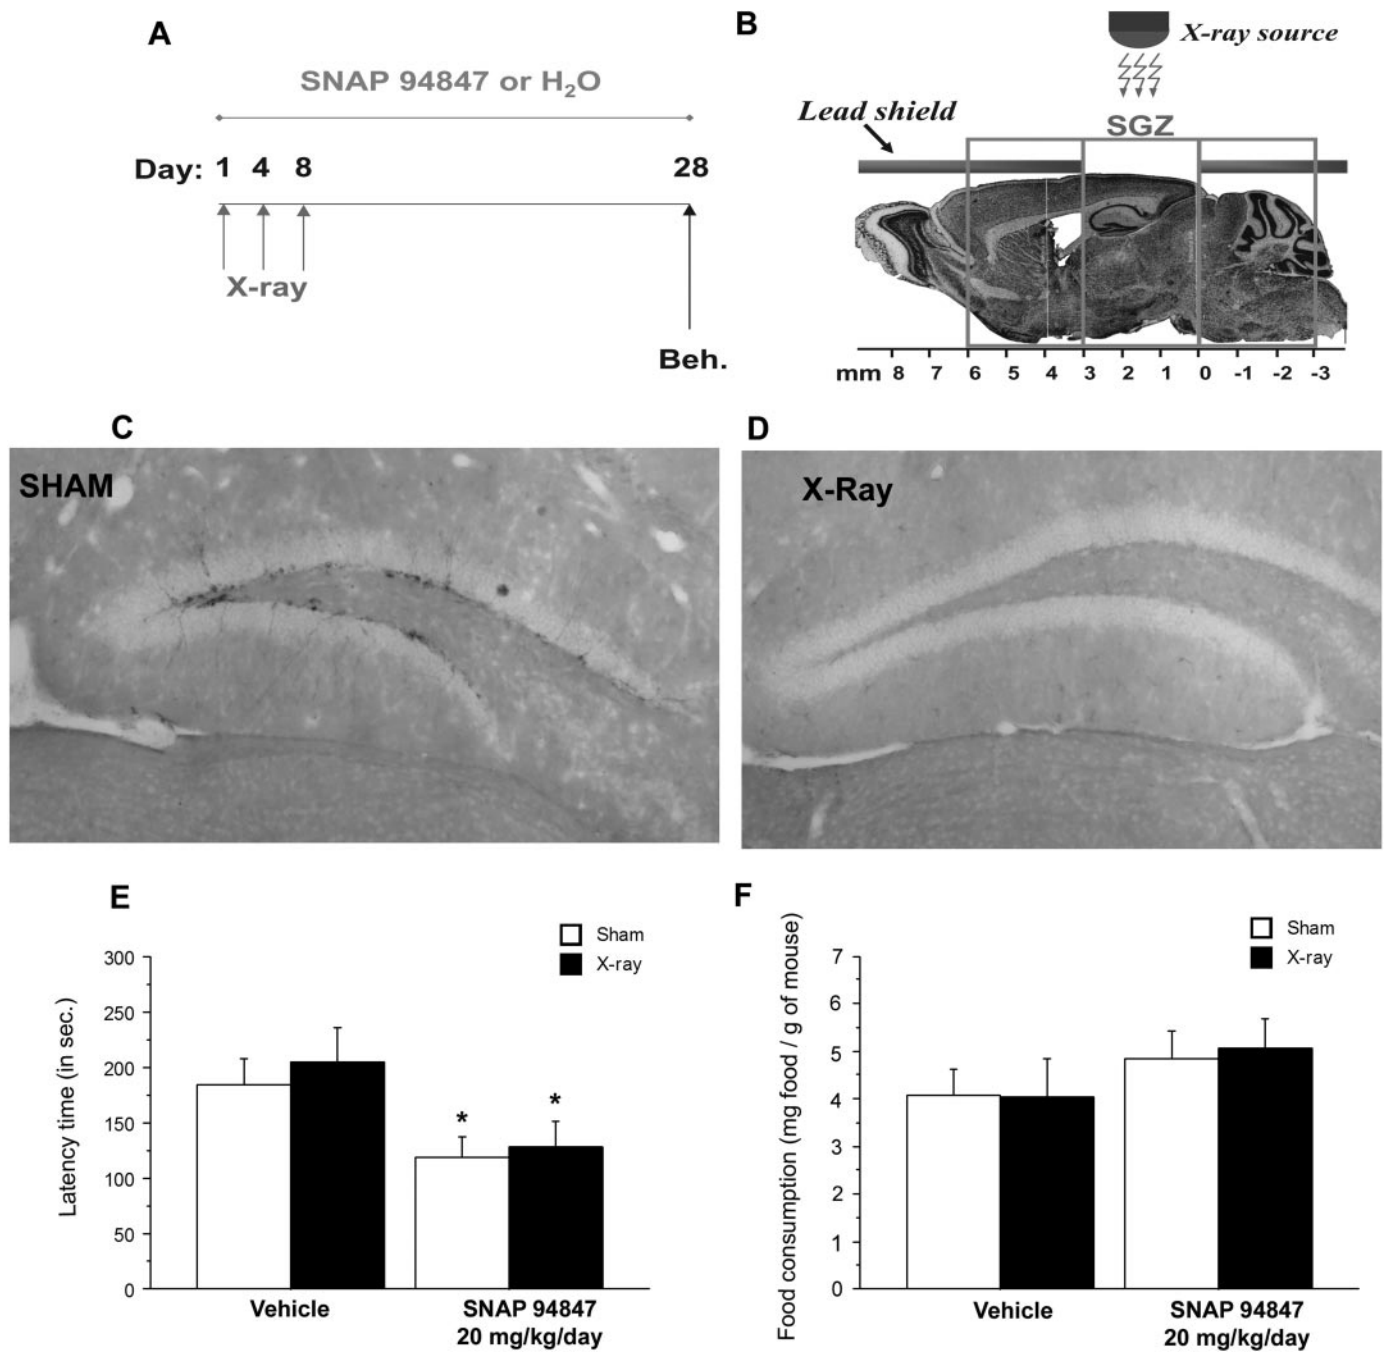 A
SNAP 94847 or H₂O
Day: 1 4 8 28
X-ray
Beh.
B
X-ray source
Lead shield
SGZ
mm 8 7 6 5 4 3 2 1 0 -1 -2 -3
C
SHAM
D
X-Ray
E
Sham
X-ray
Latency time (in sec.)
300
250
200
150
100
50
0
* *
Vehicle
SNAP 94847
20 mg/kg/day
F
Sham
X-ray
Food consumption (mg food / g of mouse)
7
6
5
4
3
2
1
0
Vehicle
SNAP 94847
20 mg/kg/day